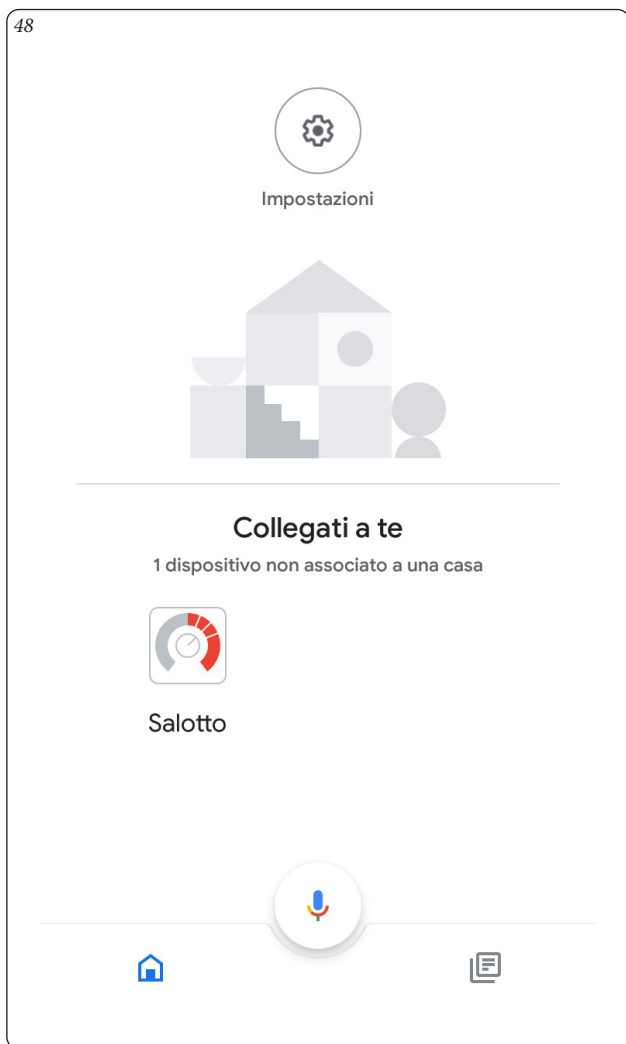 48
Impostazioni
Collegati a te
1 dispositivo non associato a una casa
Salotto